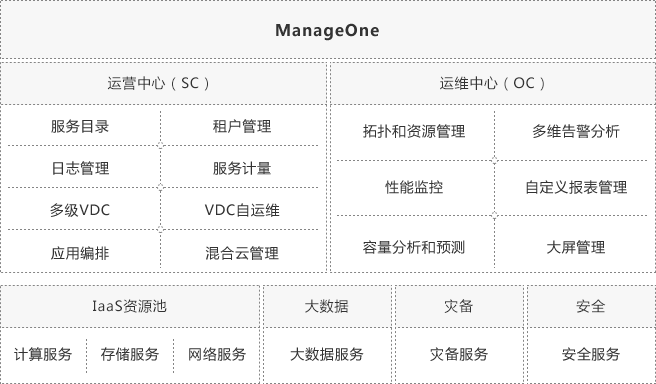 ManageOne
运营中心（SC）
运维中心（OC）
服务目录 租户管理
日志管理 服务计量
多级VDC VDC自运维
应用编排 混合云管理
拓扑和资源管理 多维告警分析
性能监控 自定义报表管理
容量分析和预测 大屏管理
IaaS资源池 大数据 灾备 安全
计算服务 存储服务 网络服务 大数据服务 灾备服务 安全服务